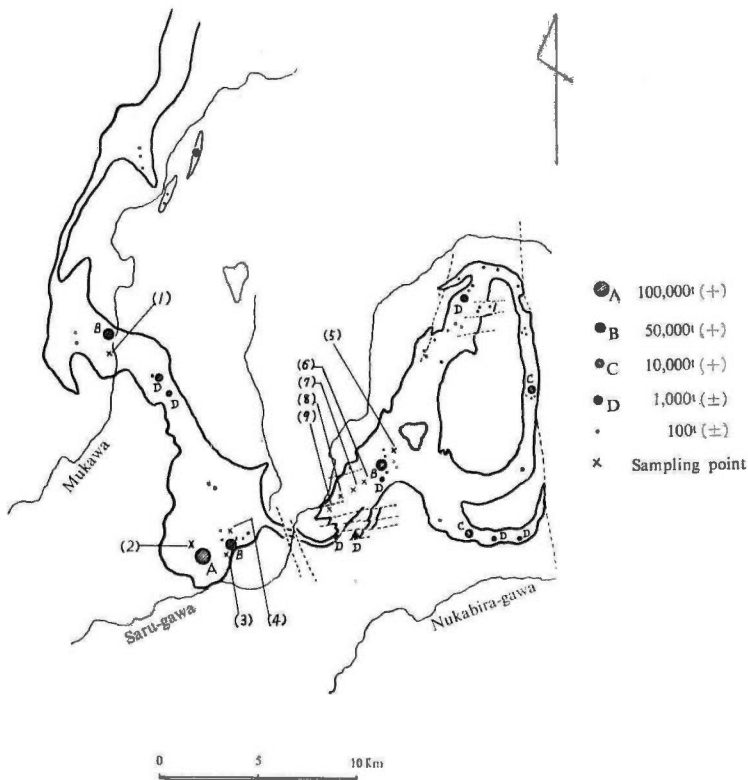 (1)
B
(5)
D
D
D
(6)
(7)
(8)
(9)
C
Mukawa
B
D
(2)
A
B
D
D
C
D
D
(3)
(4)
Saru-gawa
Nukabira-gawa
A 100,000t (+)
B 50,000t (+)
C 10,000t (+)
D 1,000t (±)
100t (±)
x Sampling point
0 5 10 Km